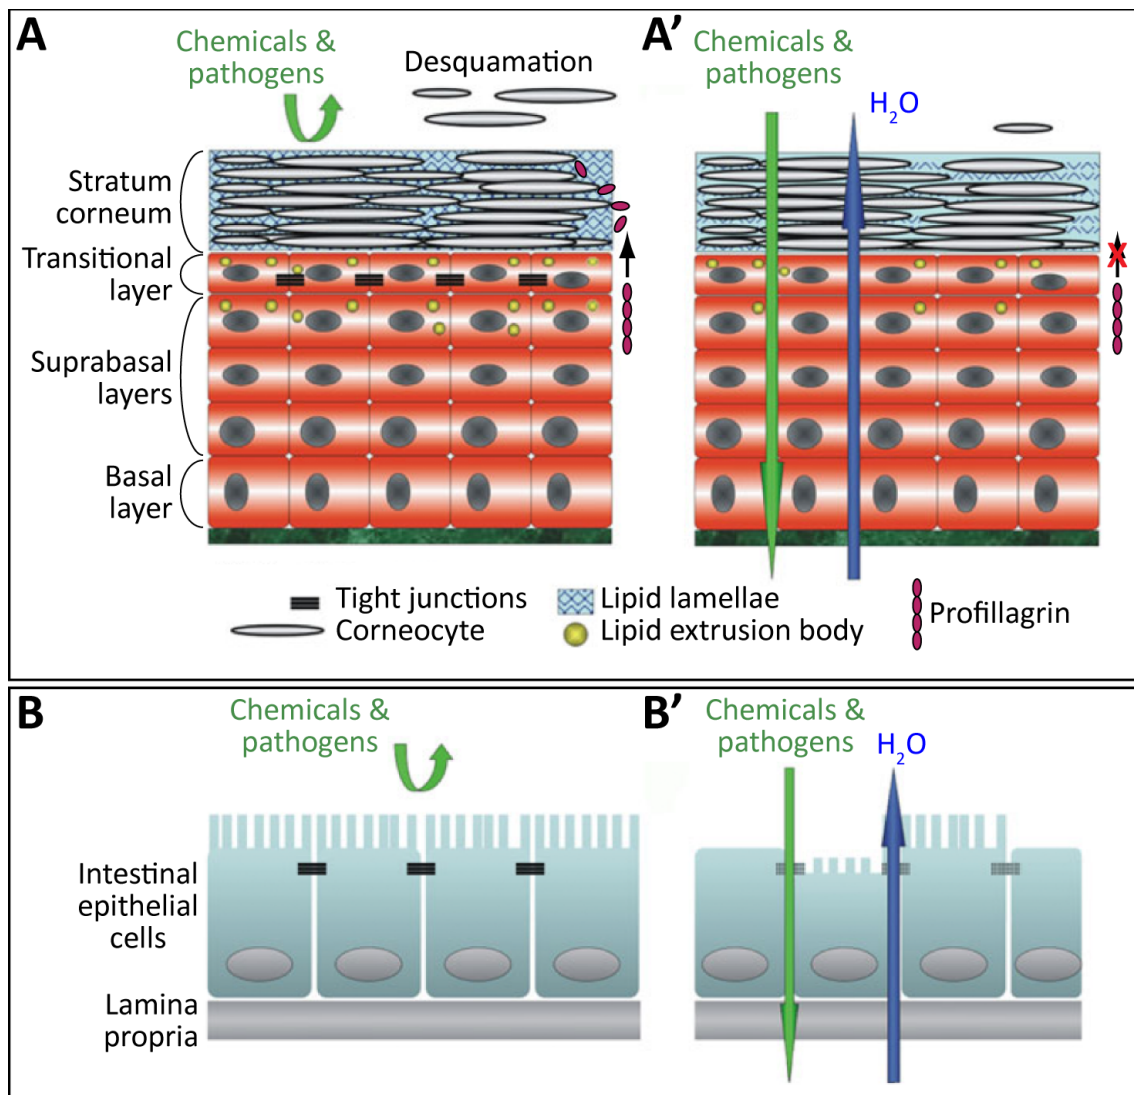 A
Chemicals &
pathogens
Desquamation
Stratum
corneum
Transitional
layer
Suprabasal
layers
Basal
layer
A′
Chemicals &
pathogens
H2O
X
Tight junctions
Corneocyte
Lipid lamellae
Lipid extrusion body
Profillagrin
B
Chemicals &
pathogens
Intestinal
epithelial
cells
Lamina
propria
B′
Chemicals &
pathogens
H2O